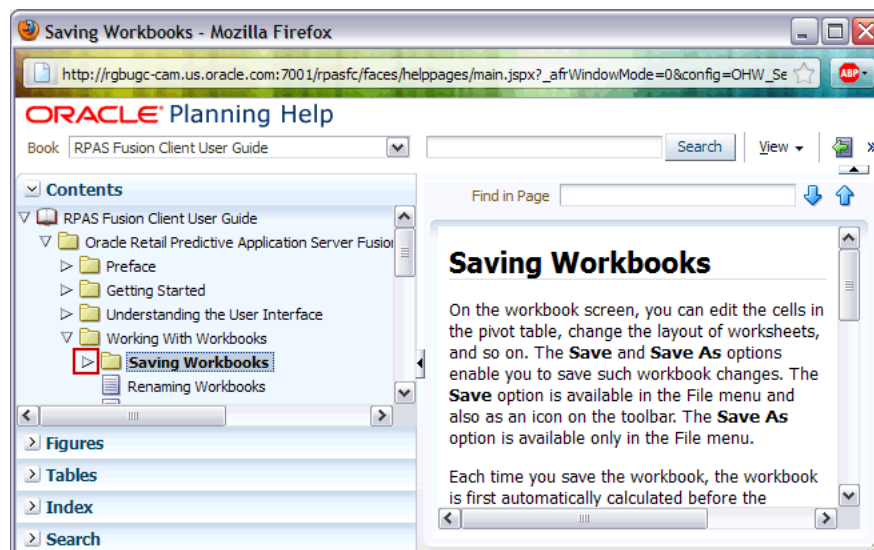 Saving Workbooks - Mozilla Firefox
http://rgbugc-cam.us.oracle.com:7001/rpasfc/faces/helppages/main.jspx?_afrWindowMode=0&config=OHW_Se
ABP
ORACLE® Planning Help
Book RPAS Fusion Client User Guide
Search View »
Contents
RPAS Fusion Client User Guide
Oracle Retail Predictive Application Server Fusion
Preface
Getting Started
Understanding the User Interface
Working With Workbooks
Saving Workbooks
Renaming Workbooks
Figures
Tables
Index
Search
Find in Page
Saving Workbooks
On the workbook screen, you can edit the cells in
the pivot table, change the layout of worksheets,
and so on. The Save and Save As options
enable you to save such workbook changes. The
Save option is available in the File menu and
also as an icon on the toolbar. The Save As
option is available only in the File menu.
Each time you save the workbook, the workbook
is first automatically calculated before the